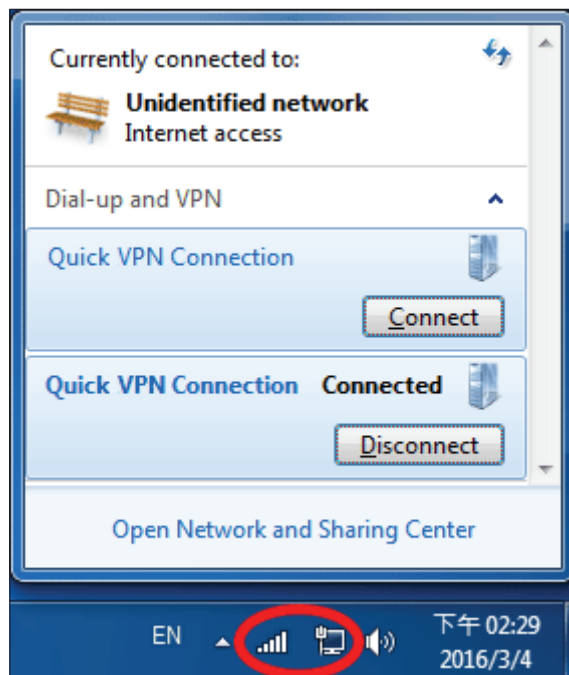 Currently connected to:
Unidentified network
Internet access
Dial-up and VPN
Quick VPN Connection
Connect
Quick VPN Connection Connected
Disconnect
Open Network and Sharing Center
EN
下午 02:29
2016/3/4